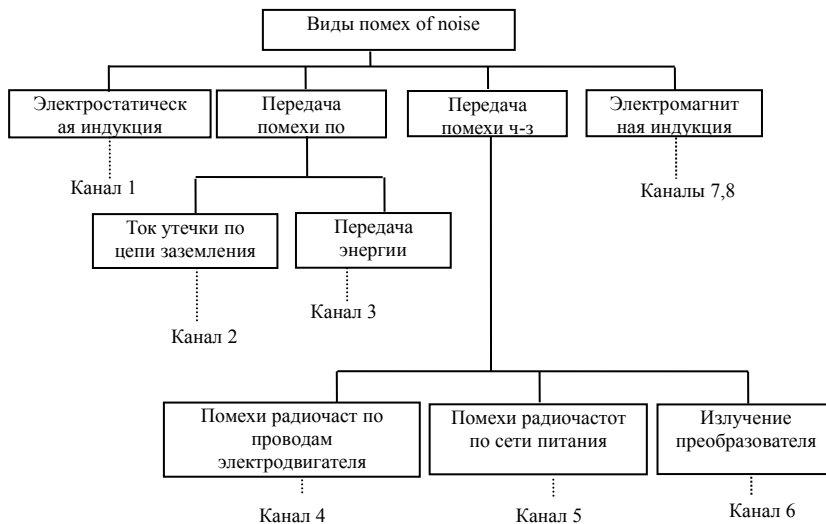 Виды помех of noise
Электростатическ
ая индукция
Передача
помехи по
Передача
помехи ч-з
Электромагнит
ная индукция
Канал 1
Каналы 7,8
Ток утечки по
цепи заземления
Передача
энергии
Канал 2
Канал 3
Помехи радиочаст по
проводам
электродвигателя
Помехи радиочастот
по сети питания
Излучение
преобразователя
Канал 4
Канал 5
Канал 6